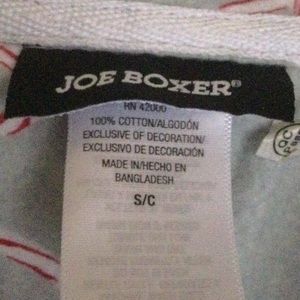 JOE BOXER®
RN 42000
100% COTTON/ALGODÓN
EXCLUSIVE OF DECORATION/
EXCLUSIVO DE DECORACIÓN
MADE IN/HECHO EN
BANGLADESH
S/C